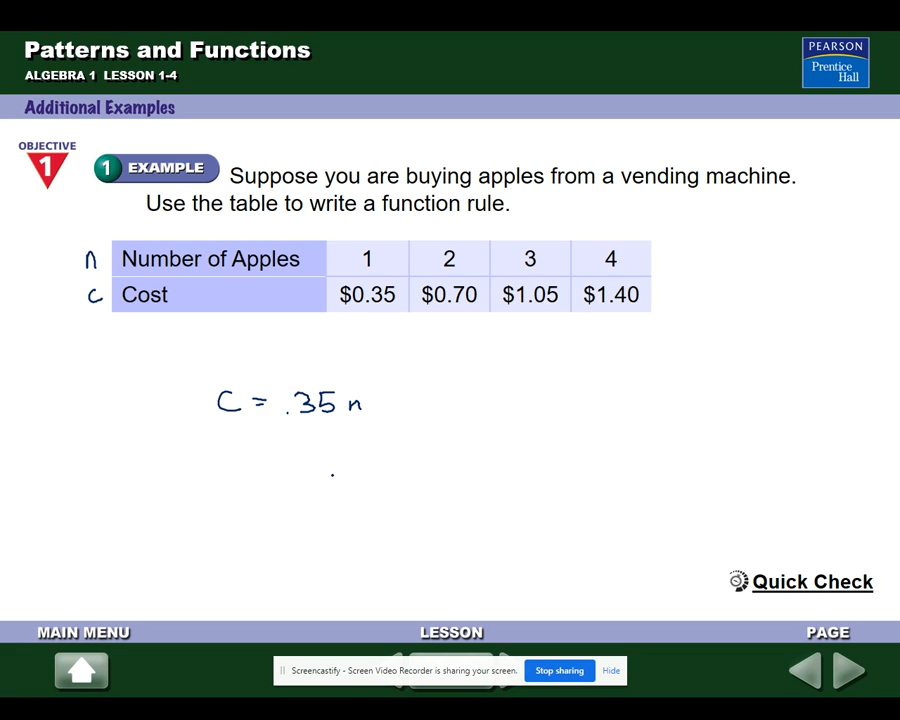 Patterns and Functions
ALGEBRA 1 LESSON 1-4
PEARSON
Prentice
Hall
Additional Examples
OBJECTIVE
1
1 EXAMPLE
Suppose you are buying apples from a vending machine.
Use the table to write a function rule.
n Number of Apples 1 2 3 4
C Cost $0.35 $0.70 $1.05 $1.40
C = .35 n
Quick Check
MAIN MENU LESSON PAGE
Screencastify - Screen Video Recorder is sharing your screen. Stop sharing Hide